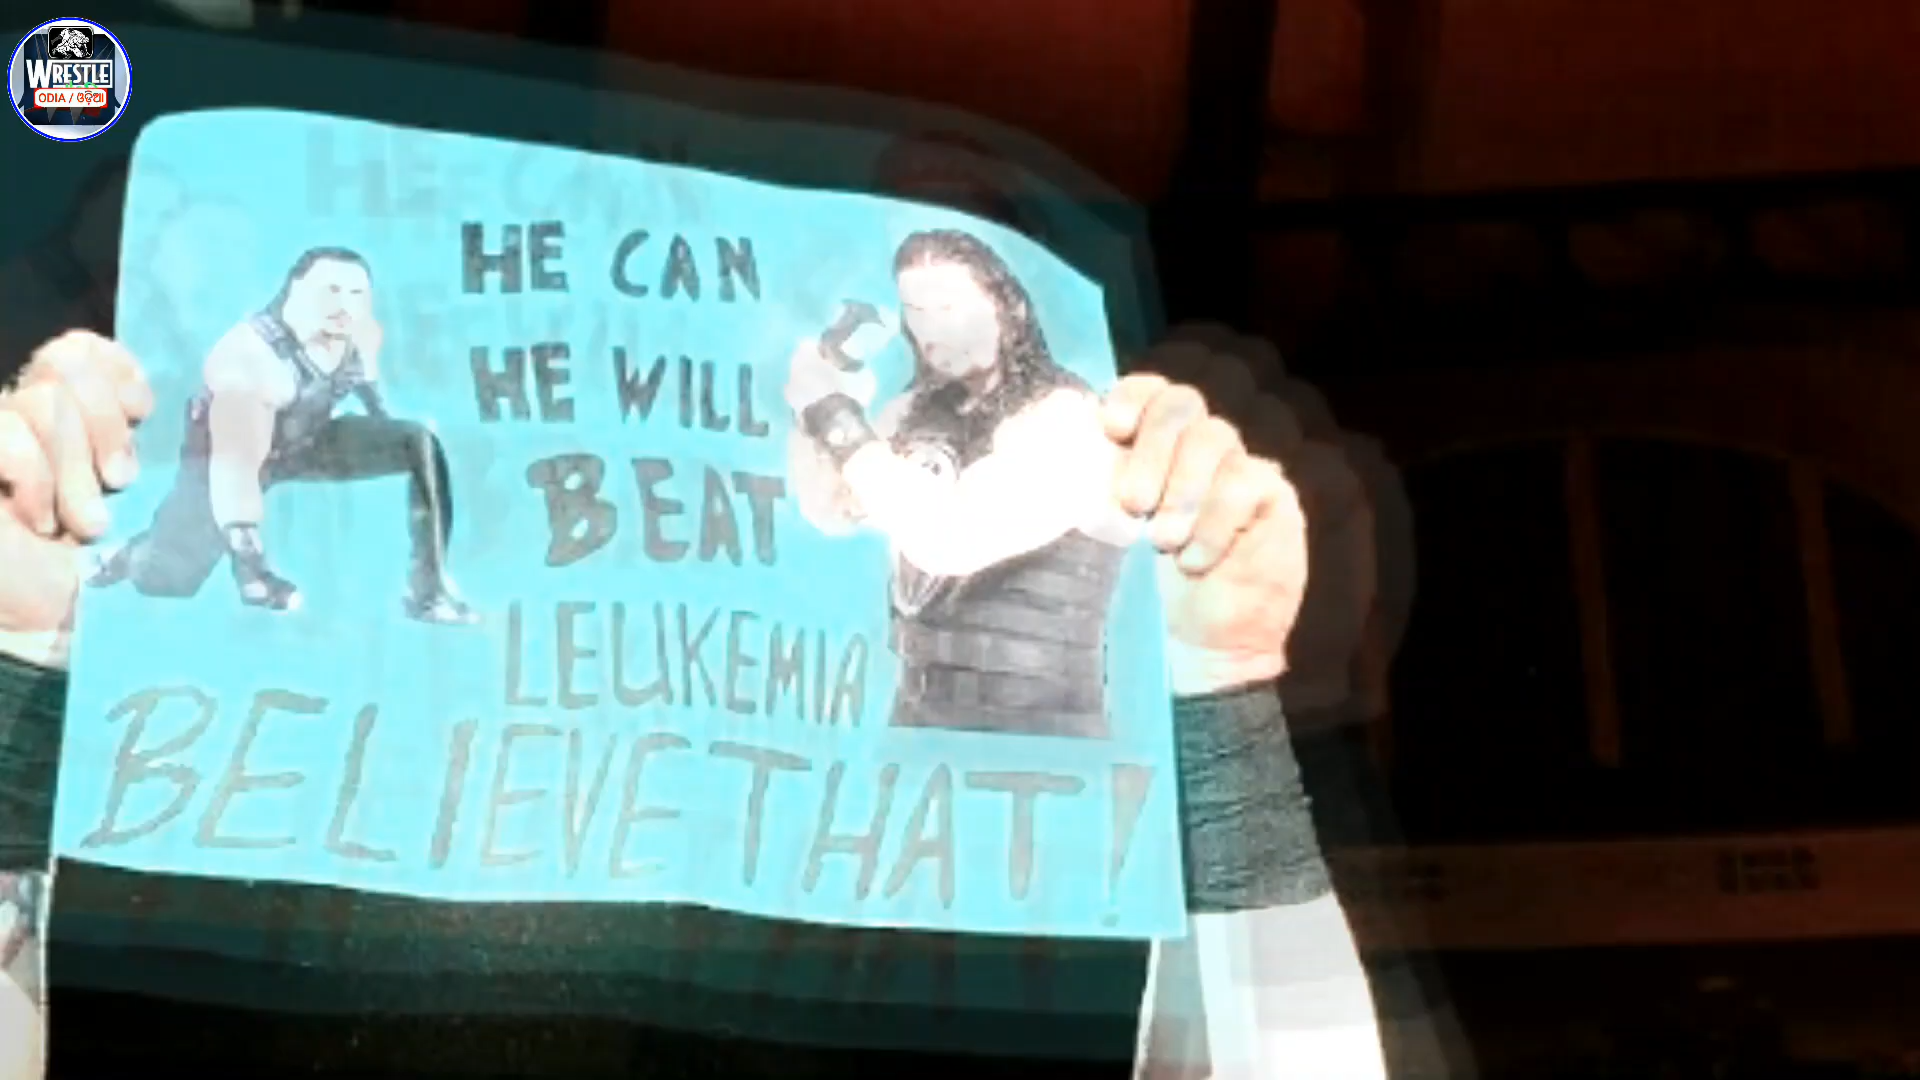 WRESTLE
ODIA / ଓଡ଼ିଆ
HE CAN
HE WILL
BEAT
LEUKEMIA
BELIEVE THAT!